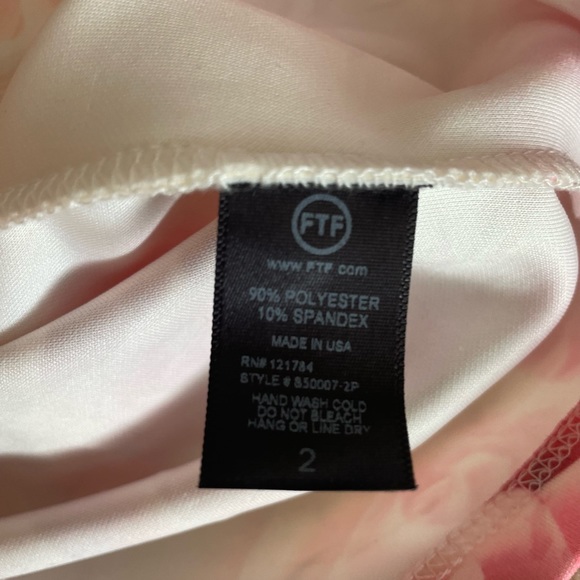 FTF
www.FTF.com
90% POLYESTER
10% SPANDEX
MADE IN USA
RN# 121784
STYLE # S50007-2P
HAND WASH COLD
DO NOT BLEACH
HANG OR LINE DRY
2